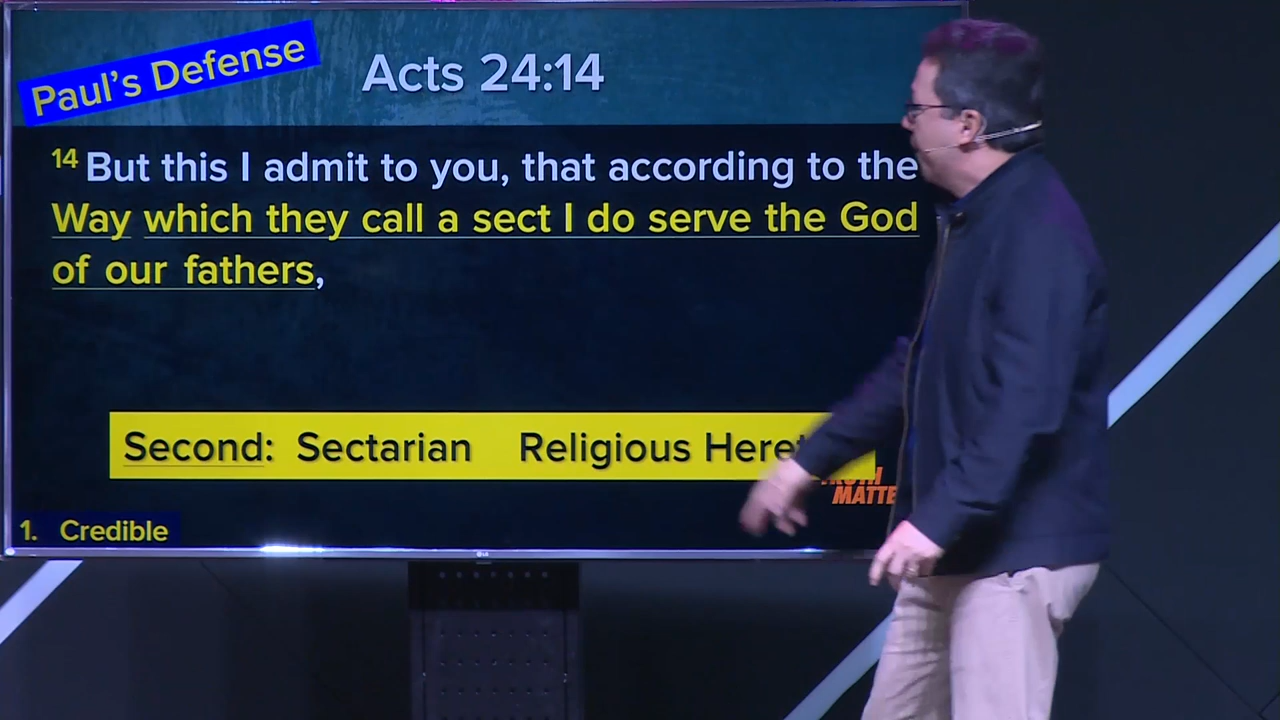 Paul's Defense
Acts 24:14
14 But this I admit to you, that according to the
Way which they call a sect I do serve the God
of our fathers,
Second: Sectarian Religious
1. Credible
LG